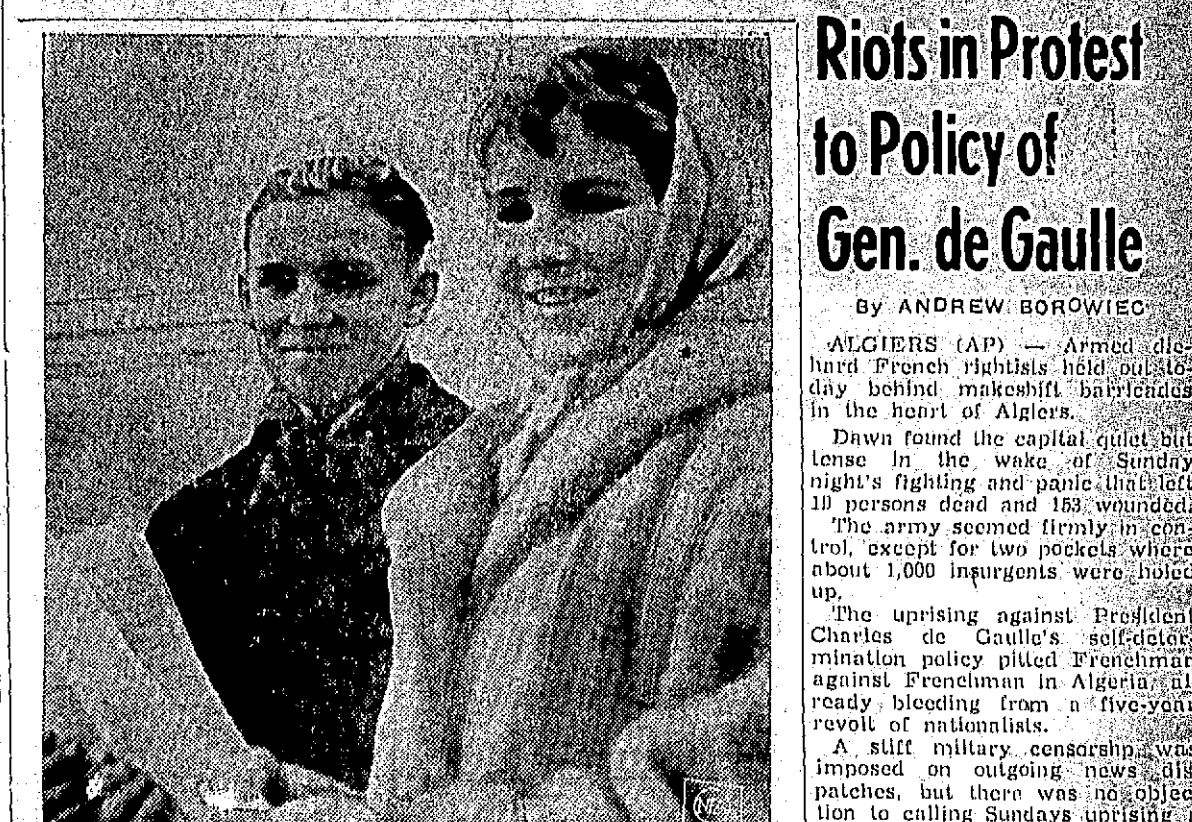 Riots in Protest
to Policy of
Gen. de Gaulle
By ANDREW BOROWIEC
ALGIERS (AP) — Armed die-
hard French rightists held out to-
day behind makeshift barricades
in the heart of Algiers.
Dawn found the capital quiet but
tense in the wake of Sunday
night's fighting and panic that left
persons dead and 153 wounded.
The army seemed firmly in con-
trol, except for two pockets where
about 1,000 insurgents were holed
up.
The uprising against President
Charles de Gaulle's self-deter
mination policy pitted Frenchman
against Frenchman in Algeria, al
ready bleeding from a five-year
revolt of nationalists.
A stiff military censorshp was
imposed on outgoing news dis
patches, but there was no objec
tion to calling Sundays uprising